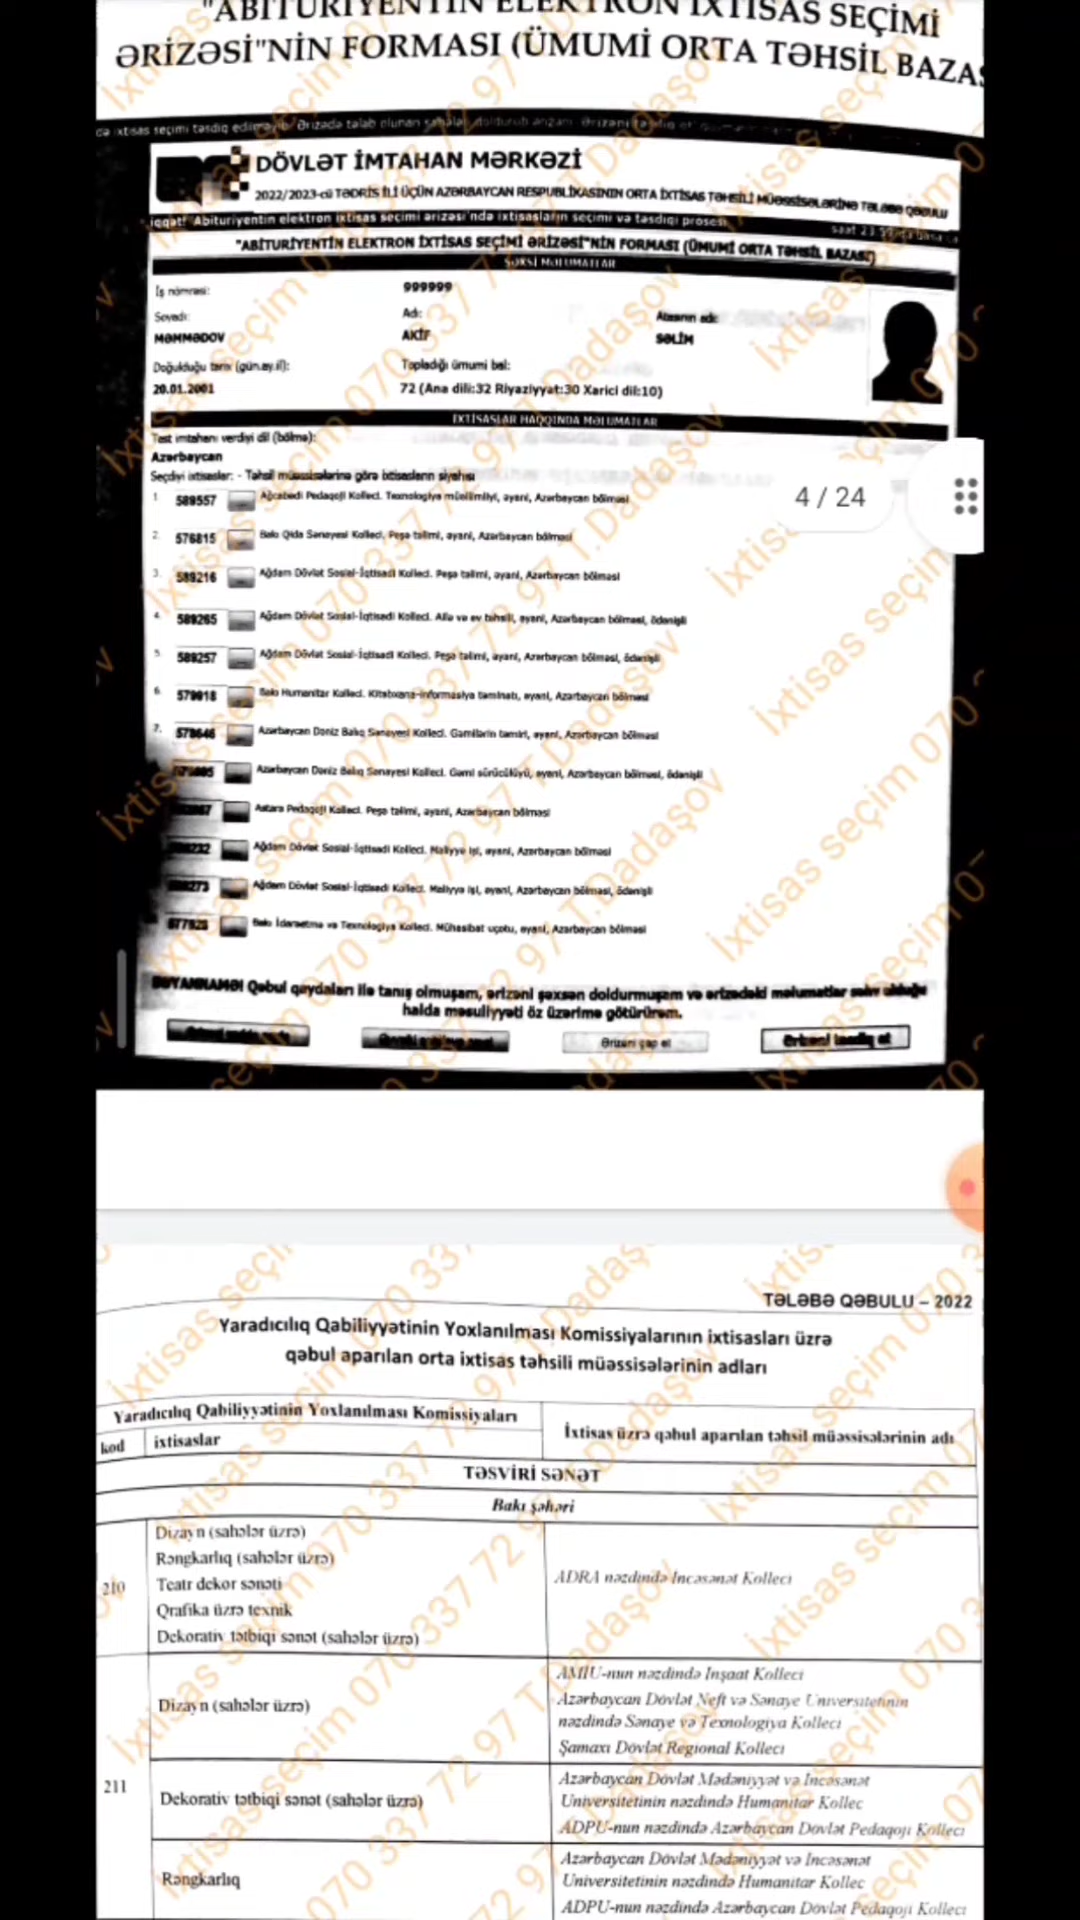 "ABİTURİYENTİN ELEKTRON İXTİSAS SEÇİMİ
ƏRİZƏSİ"NİN FORMASI (ÜMUMİ ORTA TƏHSİL BAZAS
DÖVLƏT İMTAHAN MƏRKƏZİ
2022/2023-cü TƏDRİS İLİ ÜÇÜN AZƏRBAYCAN RESPUBLİKASININ ORTA İXTİSAS TƏHSİLİ MÜƏSSİSƏLƏRİNƏ TƏLƏBƏ QƏBULU
Abituriyentin elektron ixtisas seçimi ərizəsi'ndə ixtisasların seçimi və təsdiqi prosesi
"ABİTURİYENTİN ELEKTRON İXTİSAS SEÇİMİ ƏRİZƏSİ"NİN FORMASI (ÜMUMİ ORTA TƏHSİL BAZASI)
ŞƏXSİ MƏLUMATLAR
İş nömrəsi: 999999
Soyadı: Adı: Atasının adı:
MƏMMƏDOV AKİF SƏLİM
Doğulduğu tarix (gün.ay.il): Topladığı ümumi bal:
20.01.2001 72 (Ana dili:32 Riyaziyyat:30 Xarici dil:10)
İXTİSASLAR HAQQINDA MƏLUMATLAR
Test imtahanı verdiyi dil (bölmə):
Azərbaycan
Seçdiyi ixtisaslar: - Təhsil müəssisələrinə görə ixtisasların siyahısı
4 / 24
1 589557 Ağcabədi Pedaqoji Kolleci. Texnologiya müəllimliyi, əyani, Azərbaycan bölməsi
2. 576815 Bakı Qida Sənayesi Kolleci. Peşə təlimi, əyani, Azərbaycan bölməsi
3. 589216 Ağdam Dövlət Sosial-İqtisadi Kolleci. Peşə təlimi, əyani, Azərbaycan bölməsi
4. 589265 Ağdam Dövlət Sosial-İqtisadi Kolleci. Ailə və ev təhsili, əyani, Azərbaycan bölməsi, ödənişli
5. 589257 Ağdam Dövlət Sosial-İqtisadi Kolleci. Peşə təlimi, əyani, Azərbaycan bölməsi, ödənişli
6. 579918 Bakı Humanitar Kolleci. Kitabxana-informasiya təminatı, əyani, Azərbaycan bölməsi
7. 578646 Azərbaycan Dəniz Balıq Sənayesi Kolleci. Gəmilərin təmiri, əyani, Azərbaycan bölməsi
Azərbaycan Dəniz Balıq Sənayesi Kolleci. Gəmi sürücülüyü, əyani, Azərbaycan bölməsi, ödənişli
Astara Pedaqoji Kolleci. Peşə təlimi, əyani, Azərbaycan bölməsi
Ağdam Dövlət Sosial-İqtisadi Kolleci. Maliyyə işi, əyani, Azərbaycan bölməsi
Ağdam Dövlət Sosial-İqtisadi Kolleci. Maliyyə işi, əyani, Azərbaycan bölməsi, ödənişli
Bakı İdarəetmə və Texnologiya Kolleci. Mühasibat uçotu, əyani, Azərbaycan bölməsi
Qəbul qaydaları ilə tanış olmuşam, ərizəni şəxsən doldurmuşam və ərizədəki məlumatlar səhv olduğu
halda məsuliyyəti öz üzərimə götürürəm.
Ərizəni çap et Ərizəni təsdiq et
TƏLƏBƏ QƏBULU – 2022
Yaradıcılıq Qabiliyyətinin Yoxlanılması Komissiyalarının ixtisasları üzrə
qəbul aparılan orta ixtisas təhsili müəssisələrinin adları
Yaradıcılıq Qabiliyyətinin Yoxlanılması Komissiyaları
kod ixtisaslar
İxtisas üzrə qəbul aparılan təhsil müəssisələrinin adı
TƏSVİRİ SƏNƏT
Bakı şəhəri
210
Dizayn (sahələr üzrə)
Rəngkarlıq (sahələr üzrə)
Teatr dekor sənəti
Qrafika üzrə texnik
Dekorativ tətbiqi sənət (sahələr üzrə)
ADRA nəzdində İncəsənət Kolleci
211
Dizayn (sahələr üzrə)
AMİU-nun nəzdində İnşaat Kolleci
Azərbaycan Dövlət Neft və Sənaye Universitetinin
nəzdində Sənaye və Texnologiya Kolleci
Şamaxı Dövlət Regional Kolleci
Dekorativ tətbiqi sənət (sahələr üzrə)
Azərbaycan Dövlət Mədəniyyət və İncəsənət
Universitetinin nəzdində Humanitar Kollec
ADPU-nun nəzdində Azərbaycan Dövlət Pedaqoji Kolleci
Rəngkarlıq
Azərbaycan Dövlət Mədəniyyət və İncəsənət
Universitetinin nəzdində Humanitar Kollec
ADPU-nun nəzdində Azərbaycan Dövlət Pedaqoji Kolleci
İxtisas seçim 070 337 72 97 T.Dadaşov